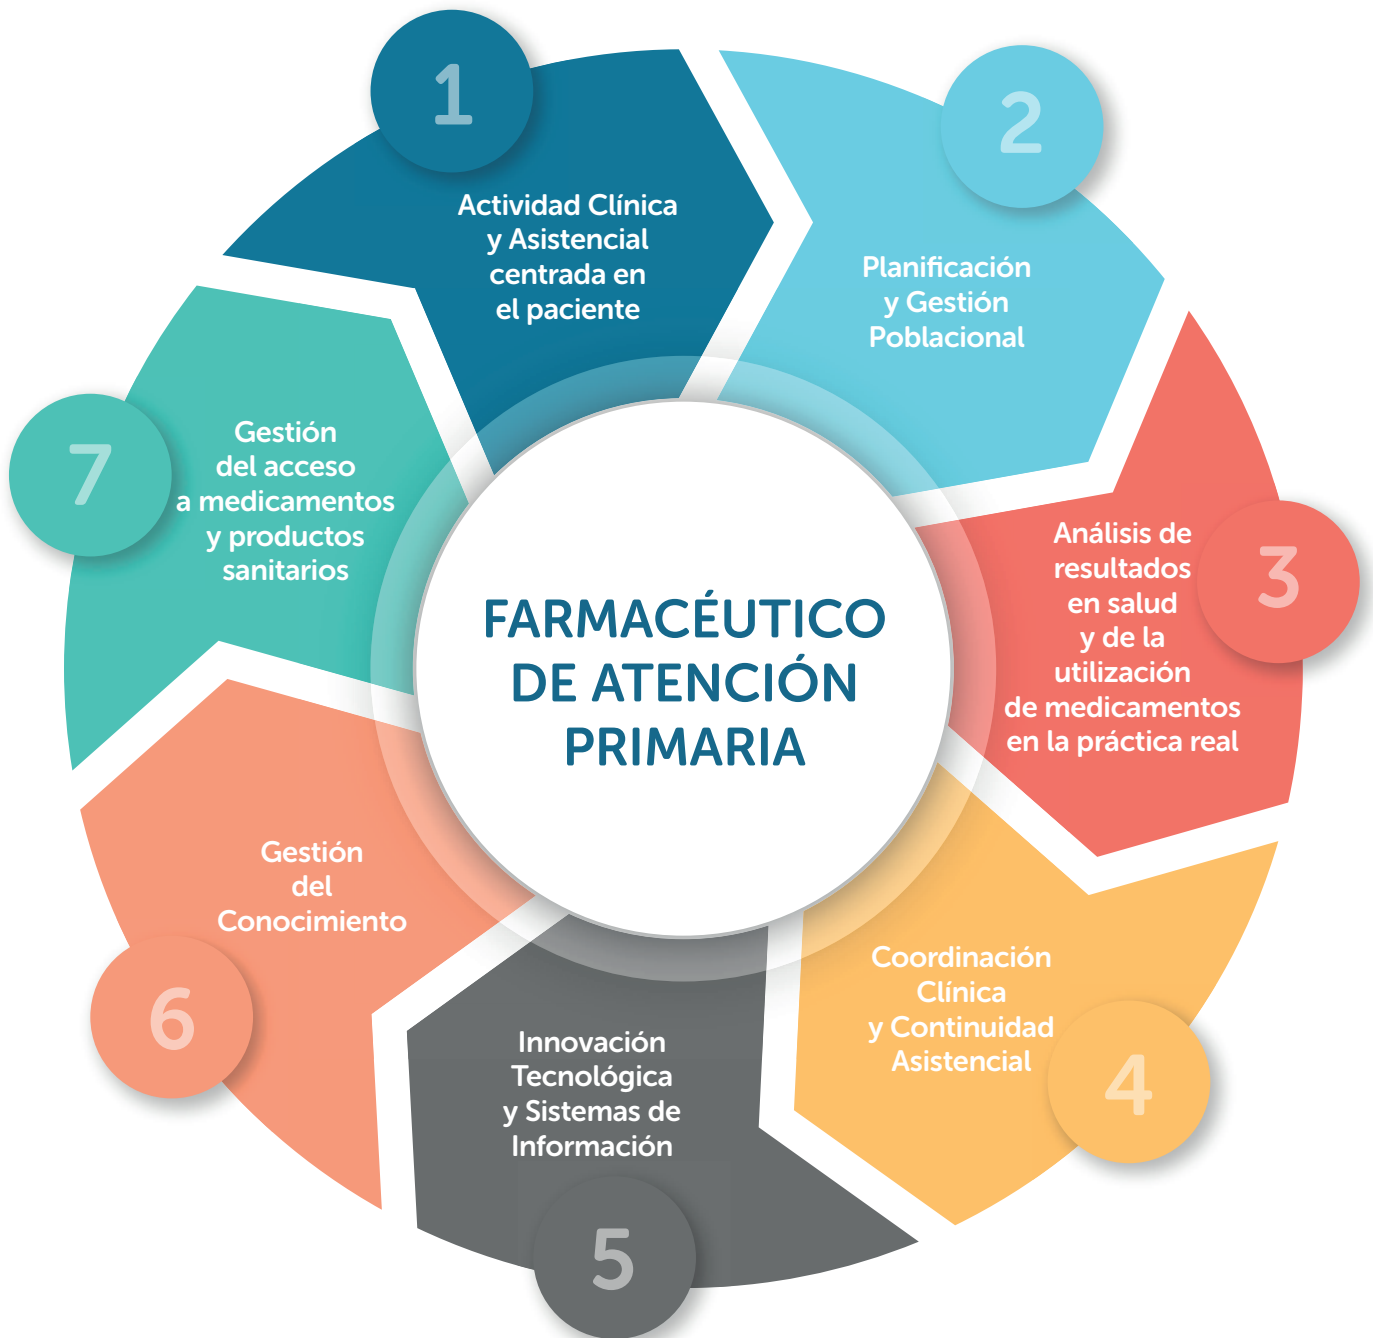 1
Actividad Clínica
y Asistencial
centrada en
el paciente
2
Planificación
y Gestión
Poblacional
3
Análisis de
resultados
en salud
y de la
utilización
de medicamentos
en la práctica real
4
Coordinación
Clínica
y Continuidad
Asistencial
5
Innovación
Tecnológica
y Sistemas de
Información
6
Gestión
del
Conocimiento
7
Gestión
del acceso
a medicamentos
y productos
sanitarios
FARMACÉUTICO
DE ATENCIÓN
PRIMARIA